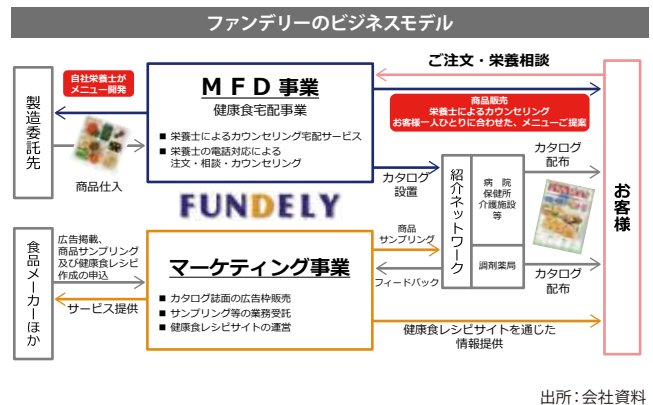 ファンデリーのビジネスモデル
製造委託先
自社栄養士が
メニュー開発
商品仕入
MFD事業
健康食宅配事業
■ 栄養士によるカウンセリング宅配サービス
■ 栄養士の電話対応による
注文・相談・カウンセリング
ご注文・栄養相談
商品販売
栄養士によるカウンセリング
お客様一人ひとりに合わせた、メニューご提案
カタログ
設置
紹介ネットワーク
病 院
保健所
介護施設
等
調剤薬局
カタログ
配布
カタログ
配布
お客様
FUNDELY
食品メーカーほか
広告掲載、
商品サンプリング
及び健康食レシピ
作成の申込
サービス提供
マーケティング事業
■ カタログ誌面の広告枠販売
■ サンプリング等の業務受託
■ 健康食レシピサイトの運営
商品
サンプリング
フィードバック
健康食レシピサイトを通じた
情報提供
出所:会社資料